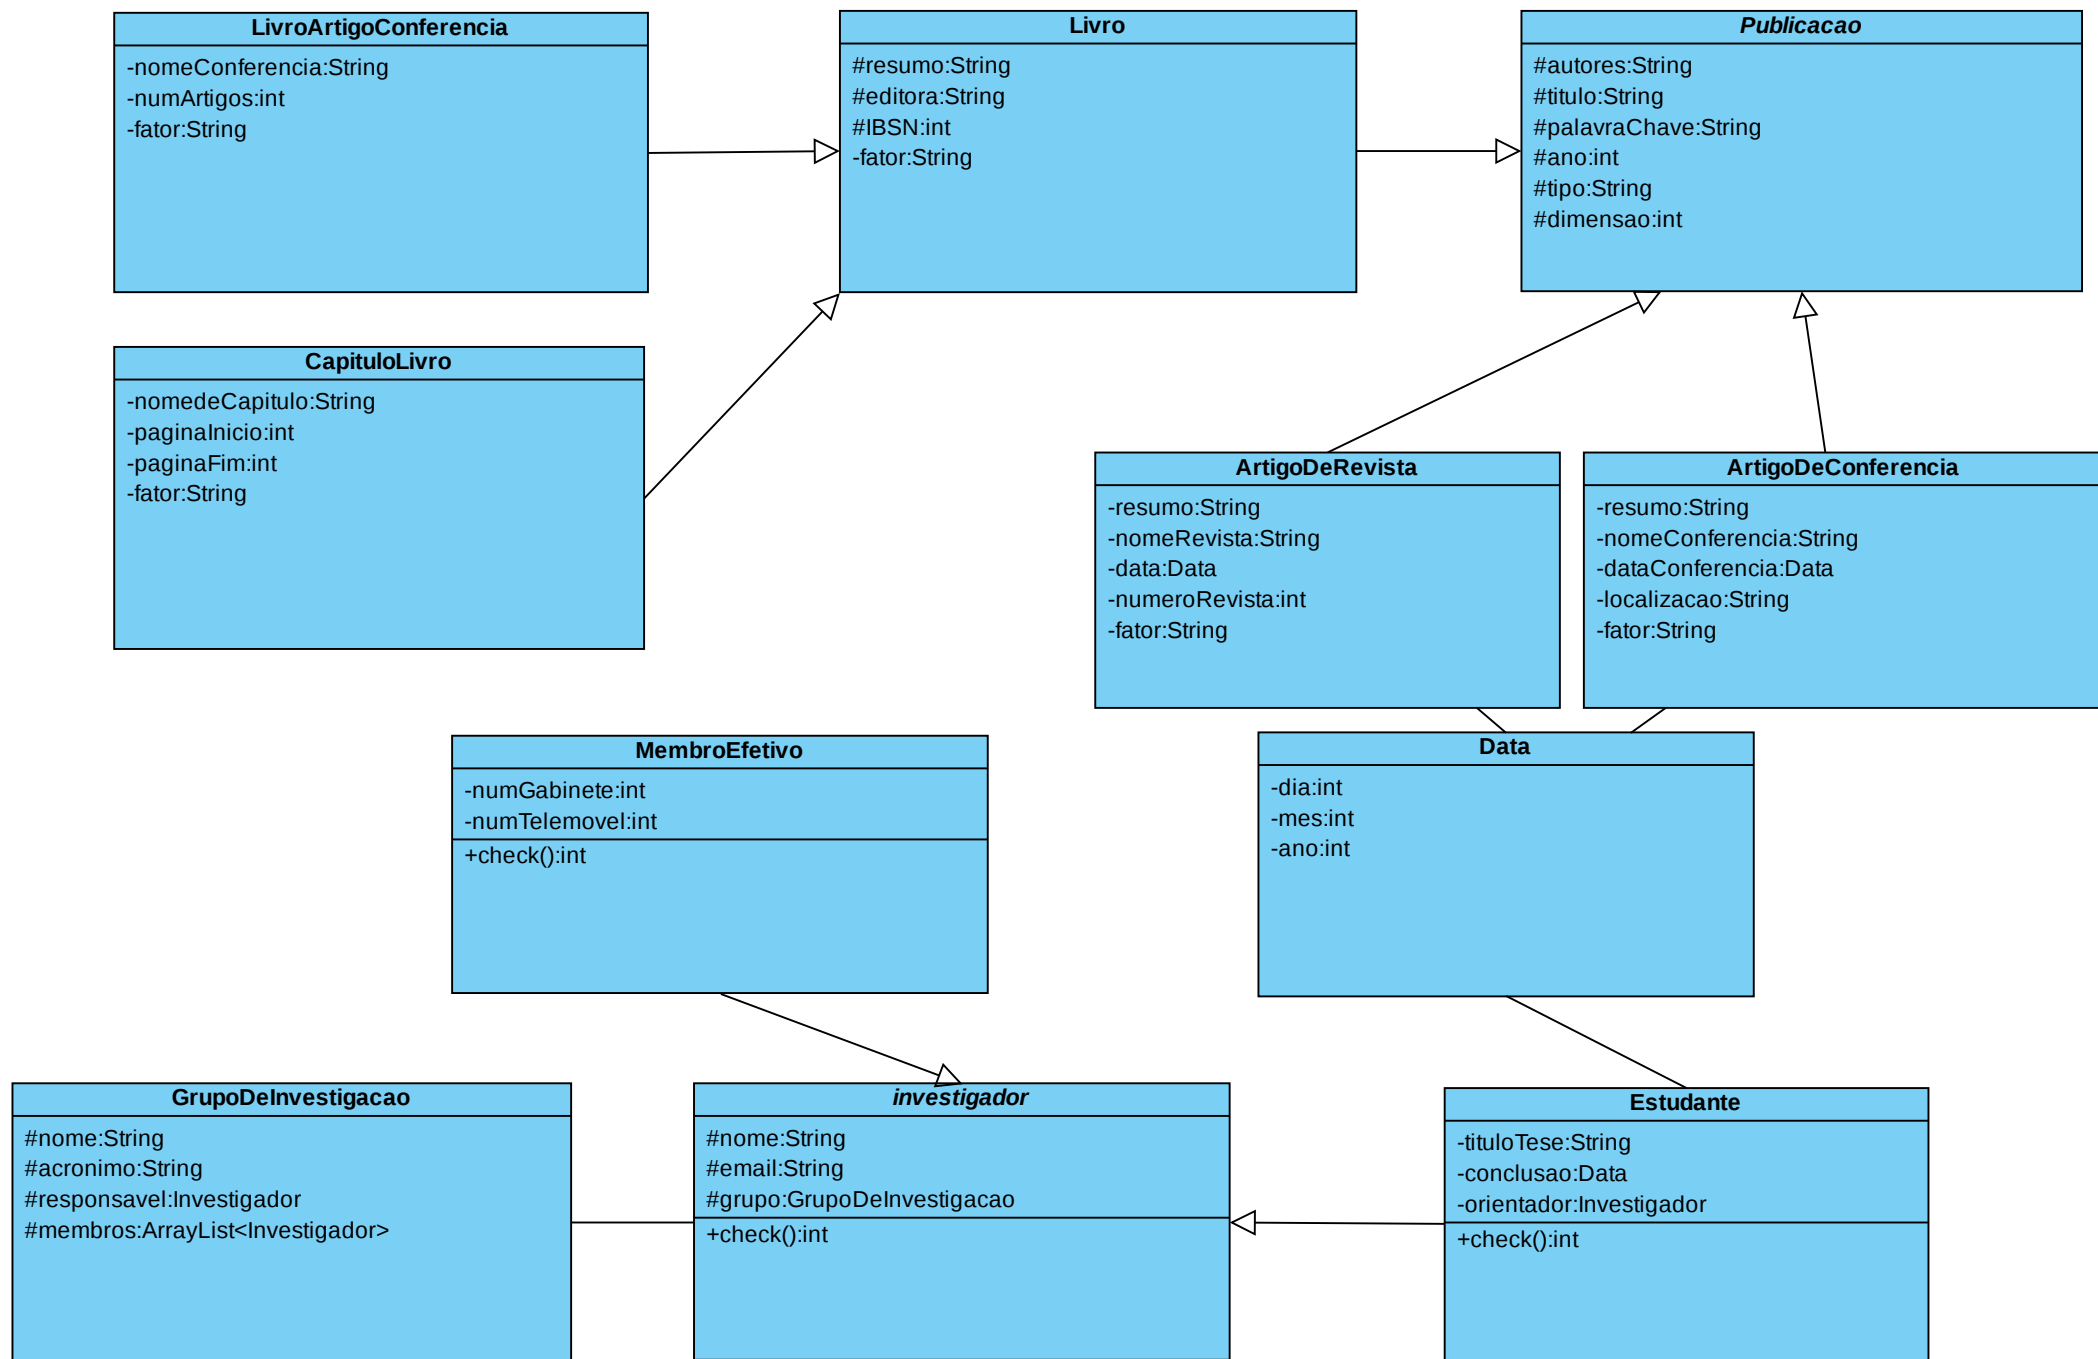 LivroArtigoConferencia
-nomeConferencia:String
-numArtigos:int
-fator:String
Livro
#resumo:String
#editora:String
#IBSN:int
-fator:String
Publicacao
#autores:String
#titulo:String
#palavraChave:String
#ano:int
#tipo:String
#dimensao:int
CapituloLivro
-nomedeCapitulo:String
-paginaInicio:int
-paginaFim:int
-fator:String
ArtigoDeRevista
-resumo:String
-nomeRevista:String
-data:Data
-numeroRevista:int
-fator:String
ArtigoDeConferencia
-resumo:String
-nomeConferencia:String
-dataConferencia:Data
-localizacao:String
-fator:String
MembroEfetivo
-numGabinete:int
-numTelemovel:int
+check():int
Data
-dia:int
-mes:int
-ano:int
GrupoDeInvestigacao
#nome:String
#acronimo:String
#responsavel:Investigador
#membros:ArrayList<Investigador>
investigador
#nome:String
#email:String
#grupo:GrupoDeInvestigacao
+check():int
Estudante
-tituloTese:String
-conclusao:Data
-orientador:Investigador
+check():int